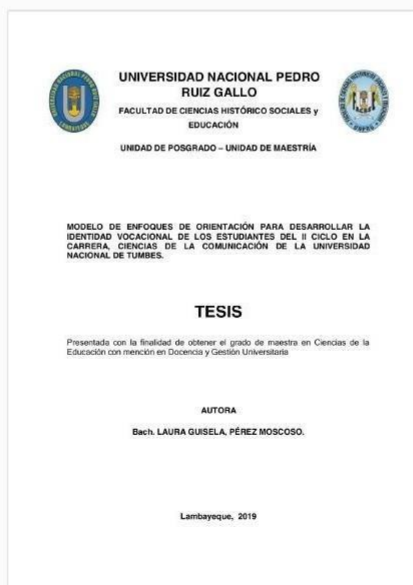 UNIVERSIDAD NACIONAL PEDRO
RUIZ GALLO
FACULTAD DE CIENCIAS HISTÓRICO SOCIALES y
EDUCACIÓN
UNIDAD DE POSGRADO – UNIDAD DE MAESTRÍA
MODELO DE ENFOQUES DE ORIENTACIÓN PARA DESARROLLAR LA
IDENTIDAD VOCACIONAL DE LOS ESTUDIANTES DEL II CICLO EN LA
CARRERA, CIENCIAS DE LA COMUNICACIÓN DE LA UNIVERSIDAD
NACIONAL DE TUMBES.
TESIS
Presentada con la finalidad de obtener el grado de maestra en Ciencias de la
Educación con mención en Docencia y Gestión Universitaria
AUTORA
Bach. LAURA GUISELA, PÉREZ MOSCOSO.
Lambayeque, 2019